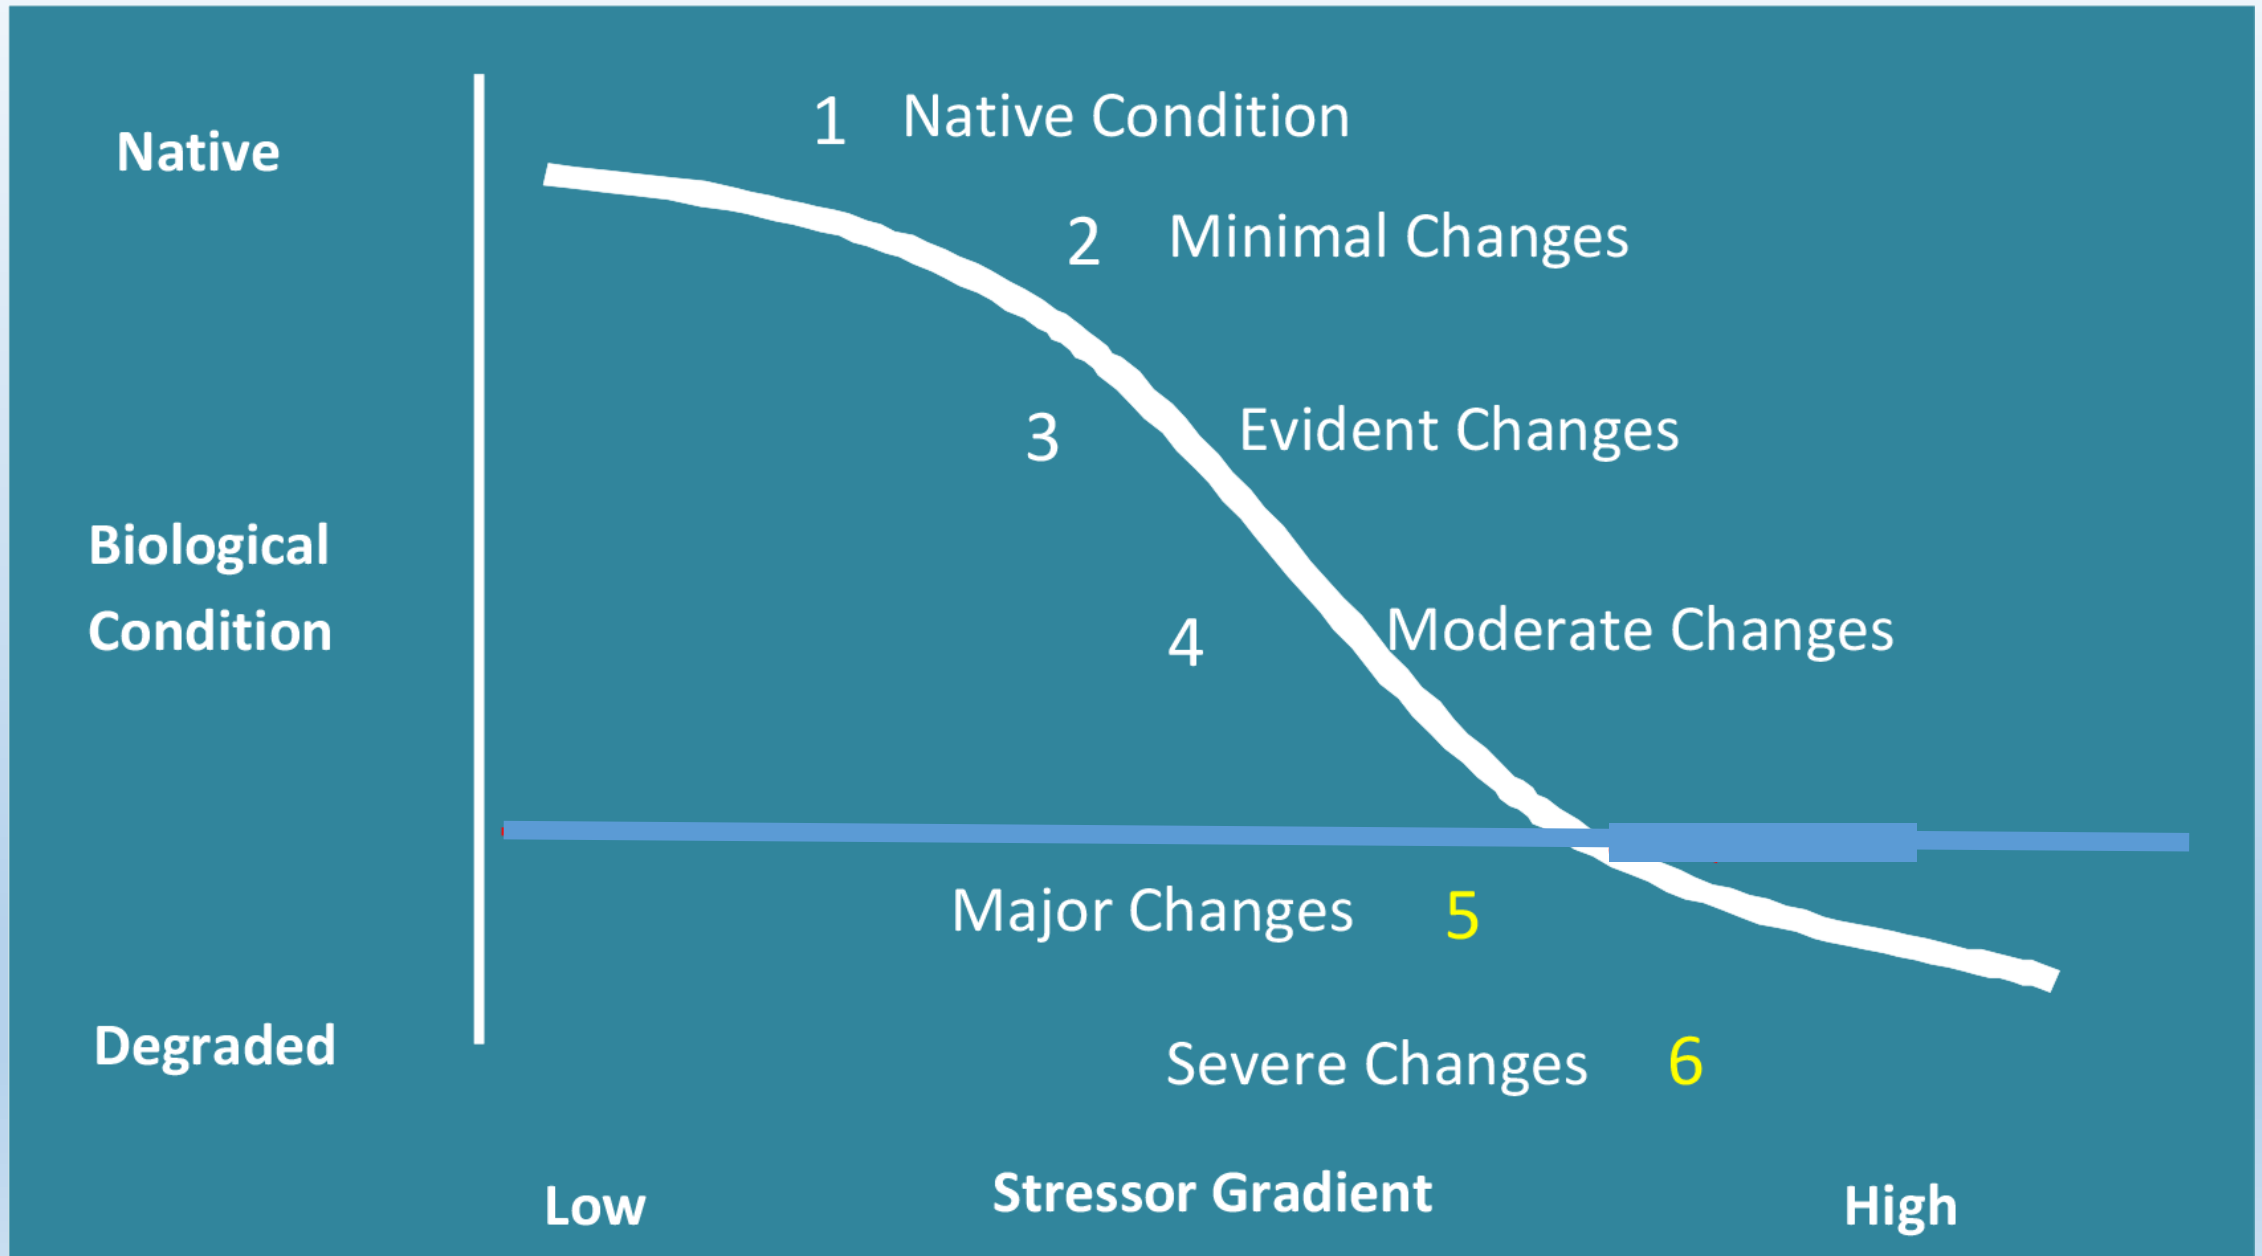 1 Native Condition
Native
2 Minimal Changes
3 Evident Changes
Biological
Condition
4 Moderate Changes
Major Changes 5
Degraded
Severe Changes 6
Low Stressor Gradient High